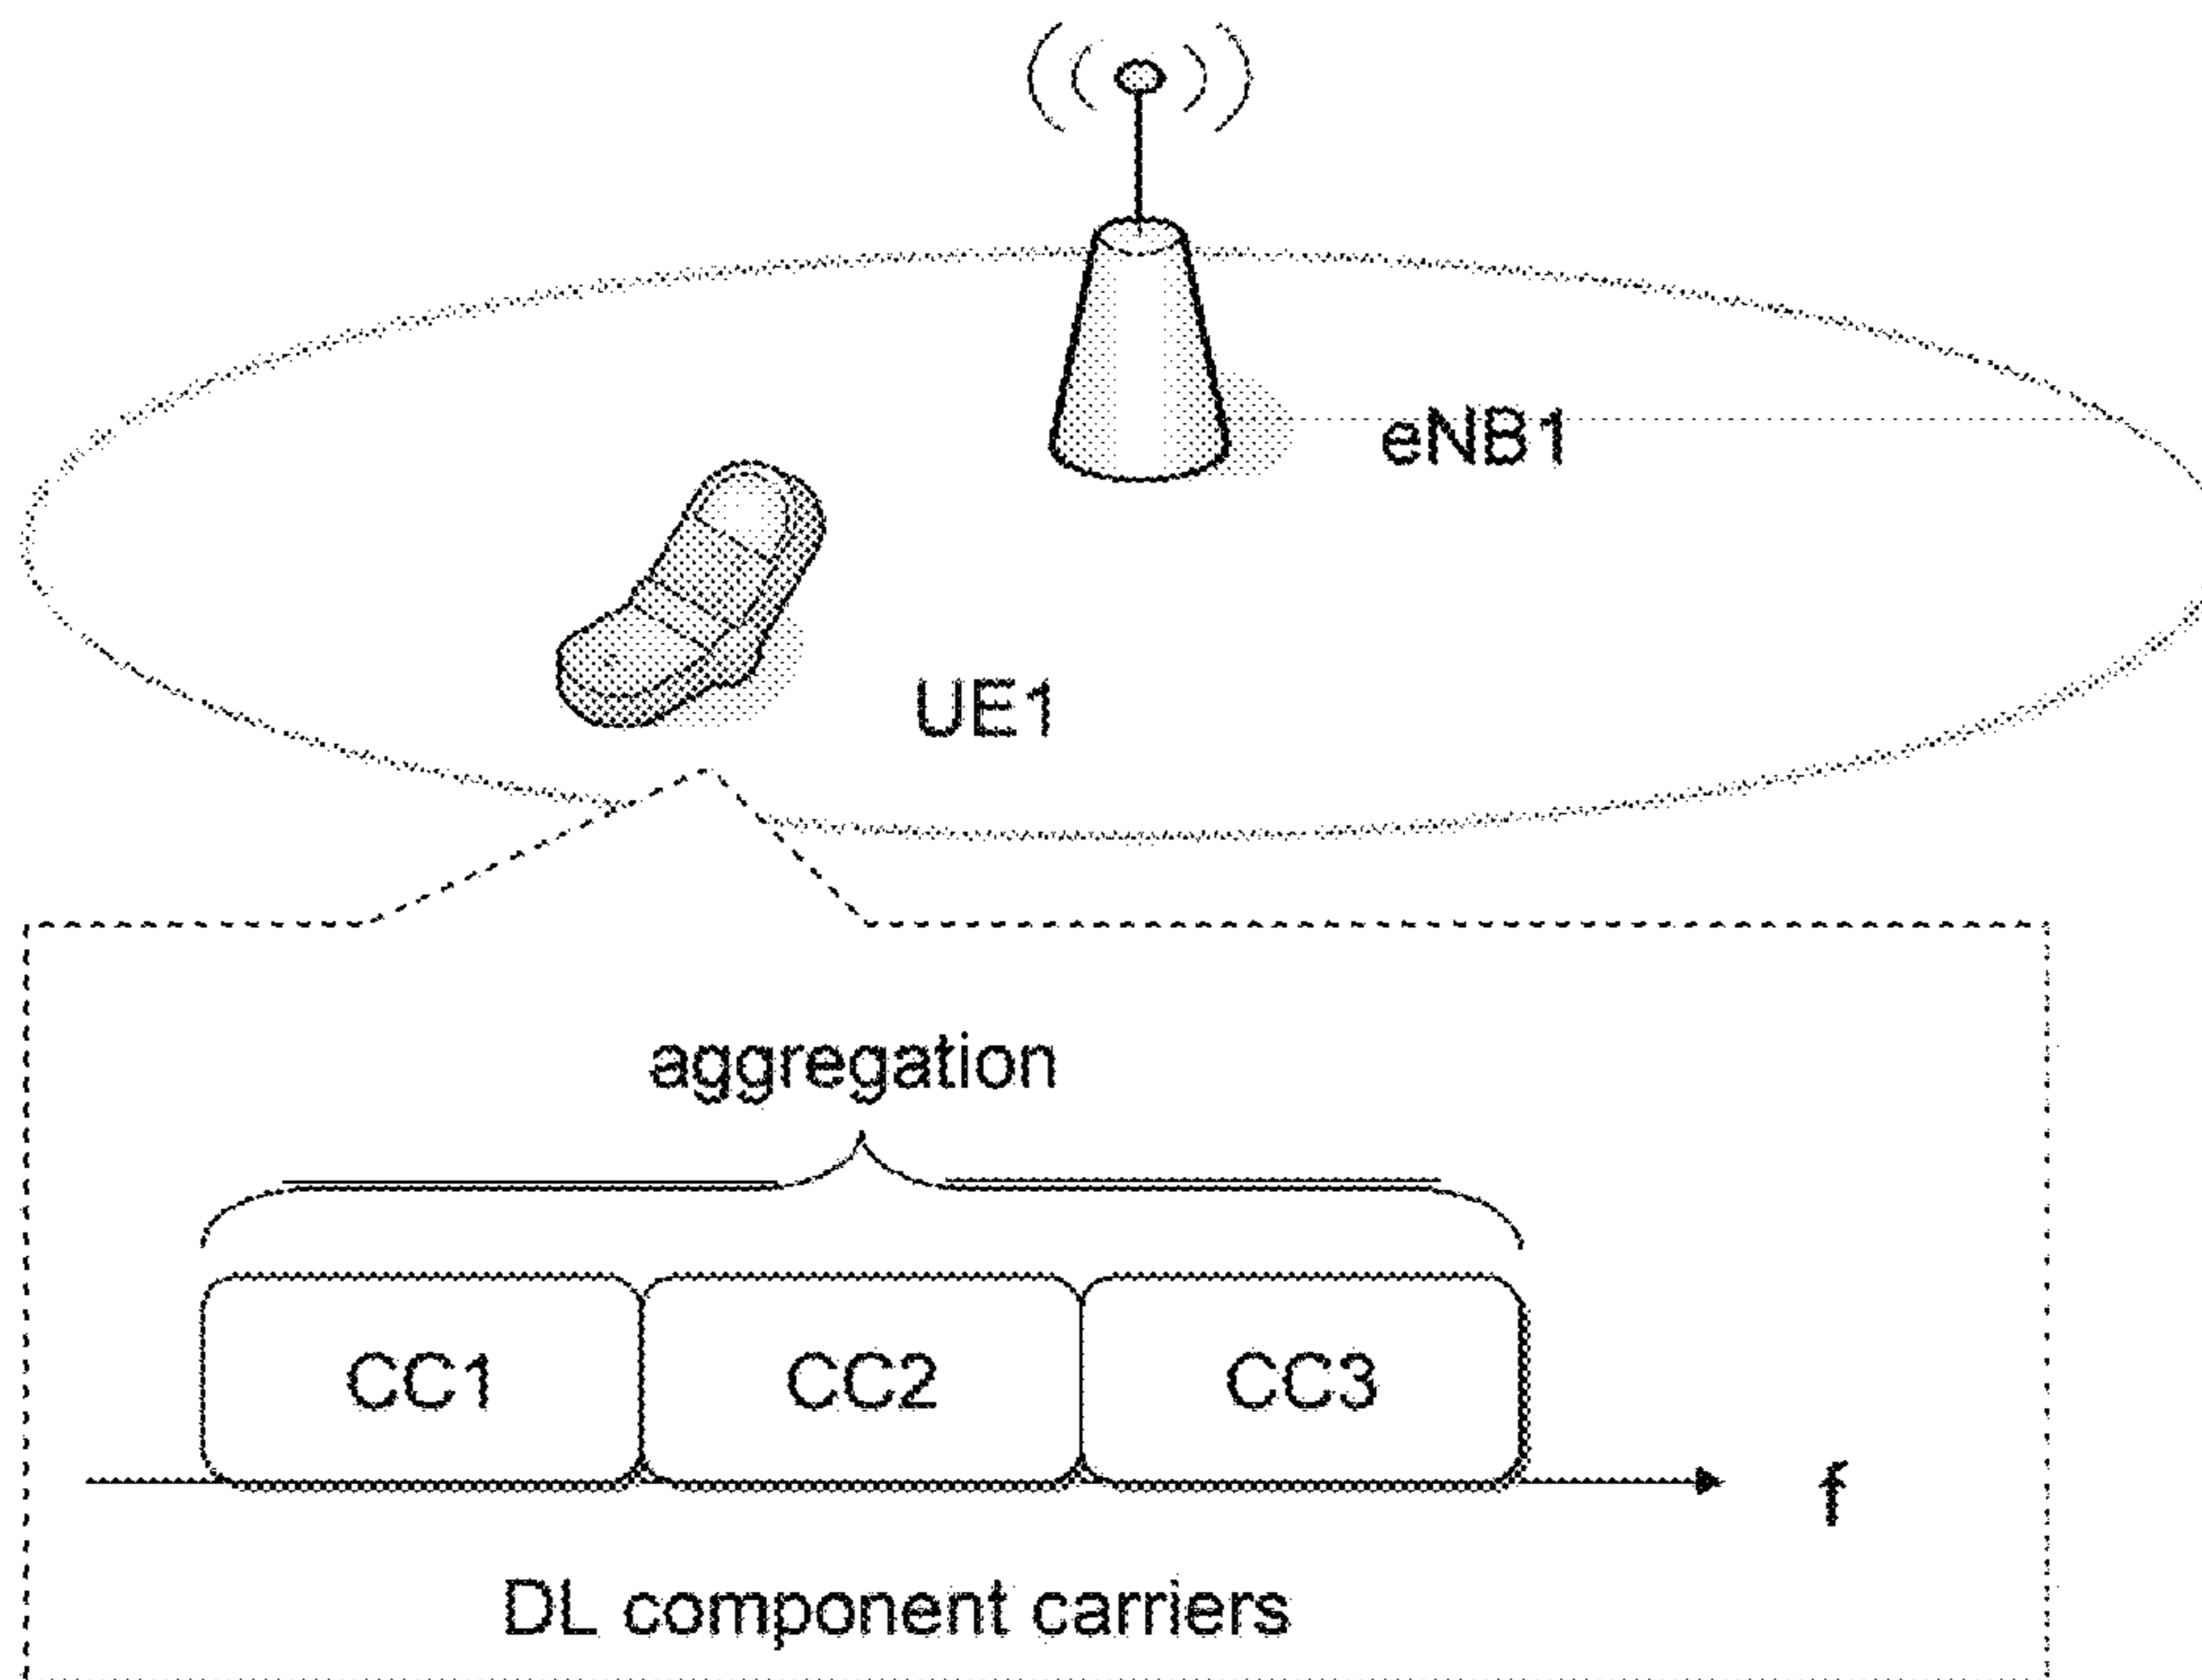 eNB1
UE1
aggregation
CC1 CC2 CC3
f
DL component carriers